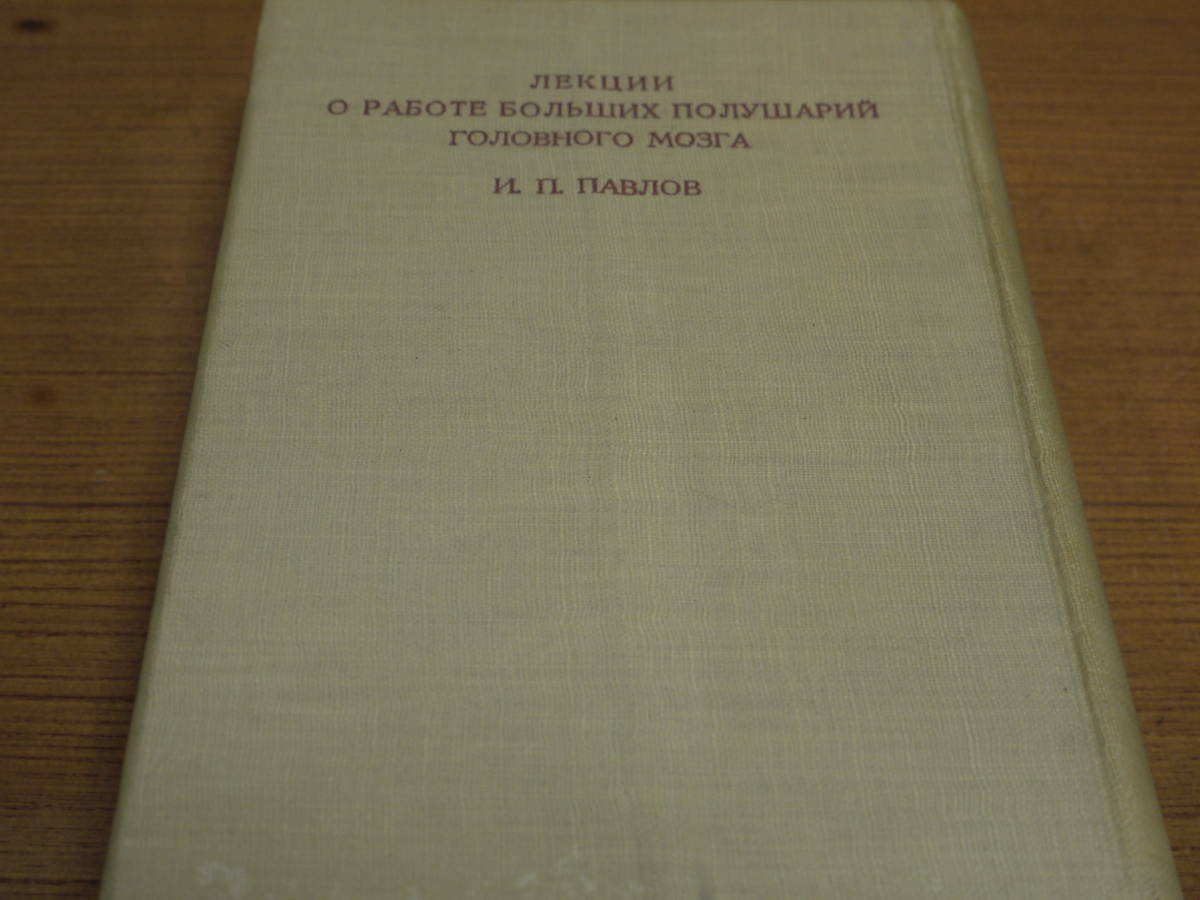 ЛЕКЦИИ
О РАБОТЕ БОЛЬШИХ ПОЛУШАРИЙ
ГОЛОВНОГО МОЗГА
И. П. ПАВЛОВ